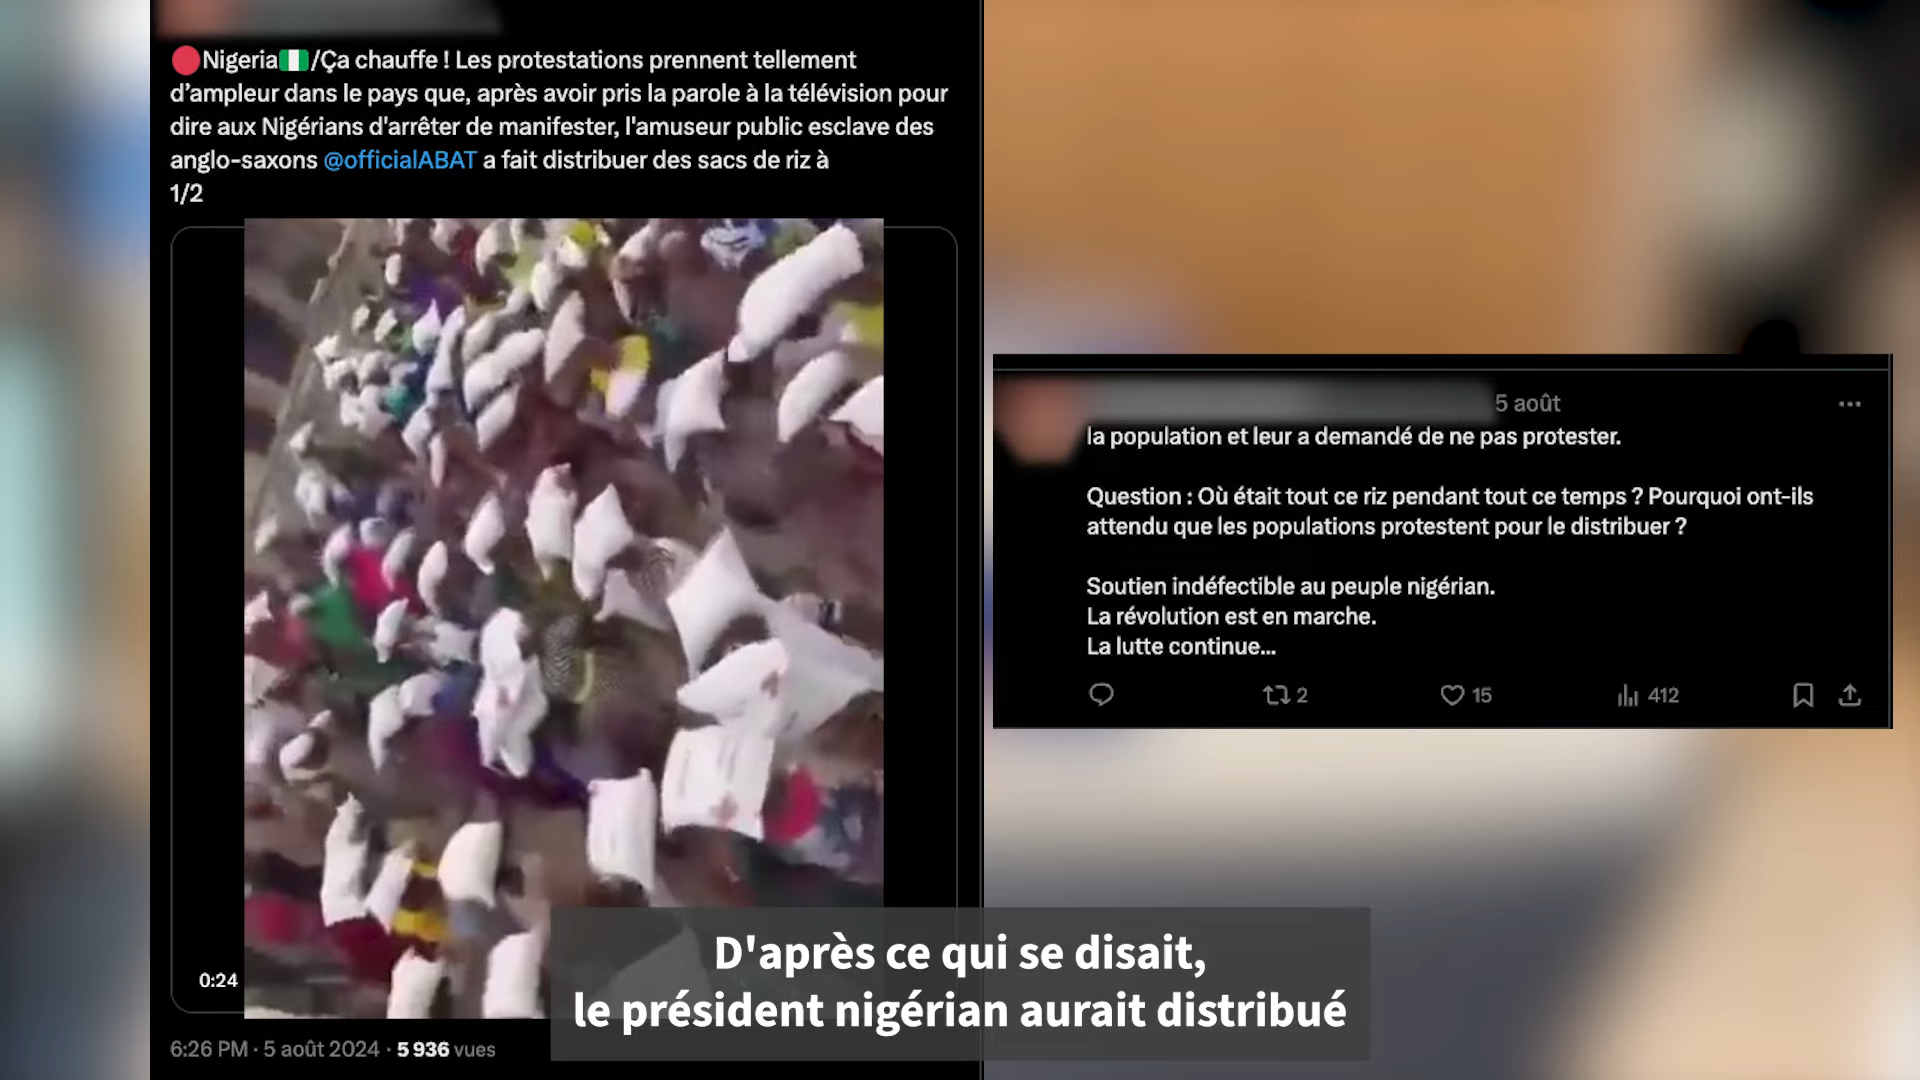 🔴Nigeria🇳🇬/Ça chauffe ! Les protestations prennent tellement
d’ampleur dans le pays que, après avoir pris la parole à la télévision pour
dire aux Nigérians d'arrêter de manifester, l'amuseur public esclave des
anglo-saxons @officialABAT a fait distribuer des sacs de riz à
1/2
0:24
6:26 PM · 5 août 2024 · 5 936 vues
5 août
la population et leur a demandé de ne pas protester.
Question : Où était tout ce riz pendant tout ce temps ? Pourquoi ont-ils
attendu que les populations protestent pour le distribuer ?
Soutien indéfectible au peuple nigérian.
La révolution est en marche.
La lutte continue...
2 15 412
D'après ce qui se disait,
le président nigérian aurait distribué